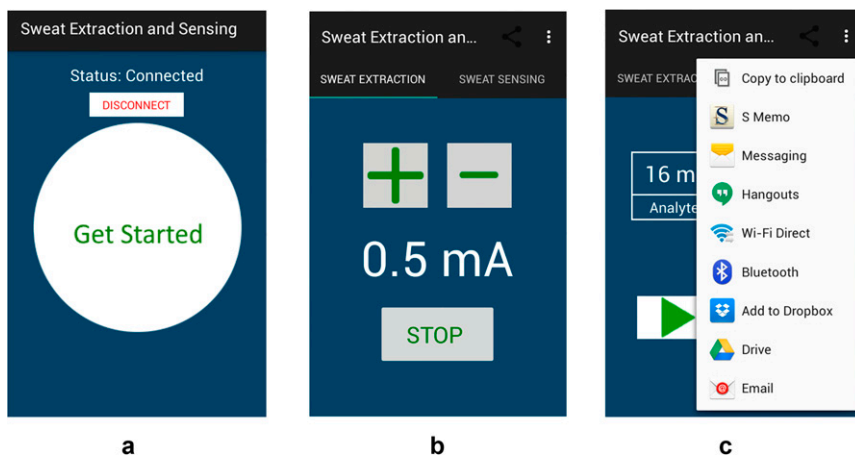 Sweat Extraction and Sensing
Status: Connected
DISCONNECT
Get Started
a
Sweat Extraction an...
SWEAT EXTRACTION SWEAT SENSING
0.5 mA
STOP
b
Sweat Extraction an...
SWEAT EXTRAC
16 m
Analyte
Copy to clipboard
S Memo
Messaging
Hangouts
Wi-Fi Direct
Bluetooth
Add to Dropbox
Drive
Email
c